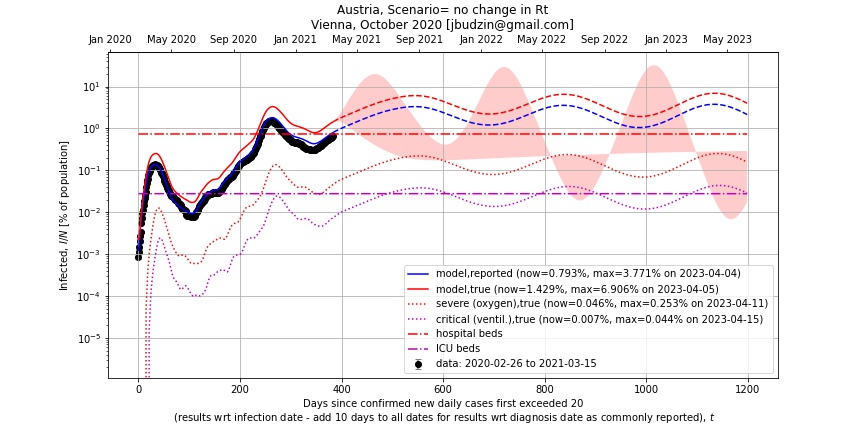 Austria, Scenario= no change in Rt
Vienna, October 2020 [jbudzin@gmail.com]
Jan 2020 May 2020 Sep 2020 Jan 2021 May 2021 Sep 2021 Jan 2022 May 2022 Sep 2022 Jan 2023 May 2023
Infected, I/N [% of population]
10¹
10⁰
10⁻¹
10⁻²
10⁻³
10⁻⁴
10⁻⁵
model,reported (now=0.793%, max=3.771% on 2023-04-04)
model,true (now=1.429%, max=6.906% on 2023-04-05)
severe (oxygen),true (now=0.046%, max=0.253% on 2023-04-11)
critical (ventil.),true (now=0.007%, max=0.044% on 2023-04-15)
hospital beds
ICU beds
data: 2020-02-26 to 2021-03-15
0 200 400 600 800 1000 1200
Days since confirmed new daily cases first exceeded 20
(results wrt infection date - add 10 days to all dates for results wrt diagnosis date as commonly reported), t